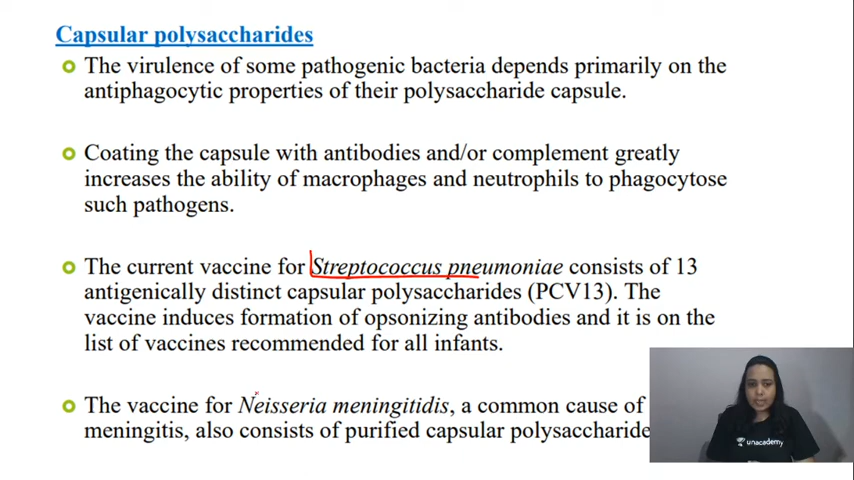 Capsular polysaccharides
The virulence of some pathogenic bacteria depends primarily on the
antiphagocytic properties of their polysaccharide capsule.
Coating the capsule with antibodies and/or complement greatly
increases the ability of macrophages and neutrophils to phagocytose
such pathogens.
The current vaccine for Streptococcus pneumoniae consists of 13
antigenically distinct capsular polysaccharides (PCV13). The
vaccine induces formation of opsonizing antibodies and it is on the
list of vaccines recommended for all infants.
The vaccine for Neisseria meningitidis, a common cause of
meningitis, also consists of purified capsular polysaccharide
unacademy